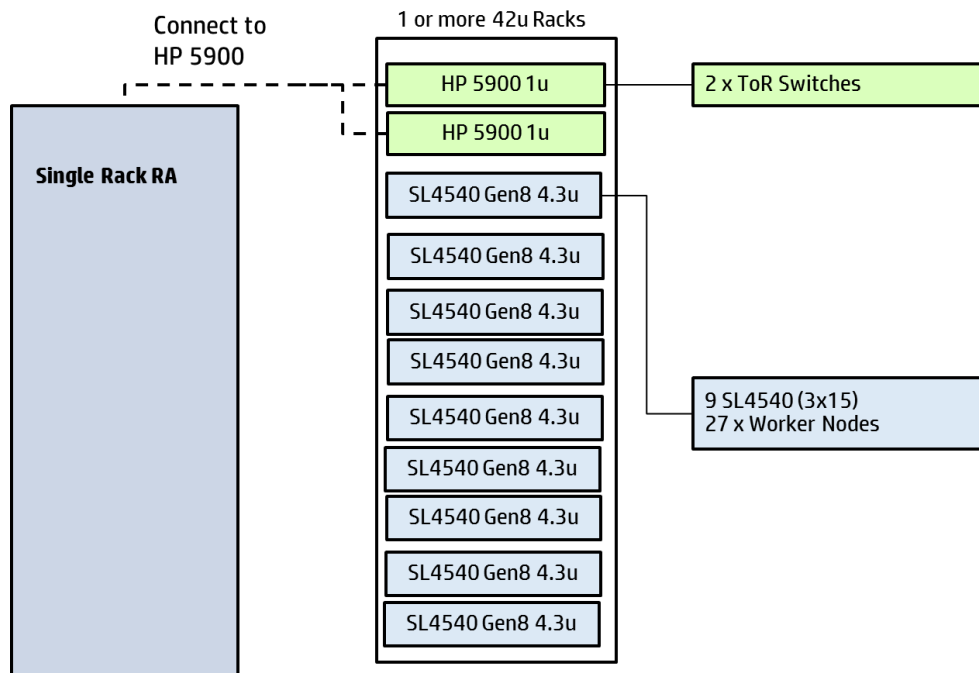 1 or more 42u Racks
Connect to
HP 5900
HP 5900 1u
2 x ToR Switches
HP 5900 1u
Single Rack RA
SL4540 Gen8 4.3u
SL4540 Gen8 4.3u
SL4540 Gen8 4.3u
SL4540 Gen8 4.3u
SL4540 Gen8 4.3u
SL4540 Gen8 4.3u
SL4540 Gen8 4.3u
SL4540 Gen8 4.3u
SL4540 Gen8 4.3u
9 SL4540 (3x15)
27 x Worker Nodes